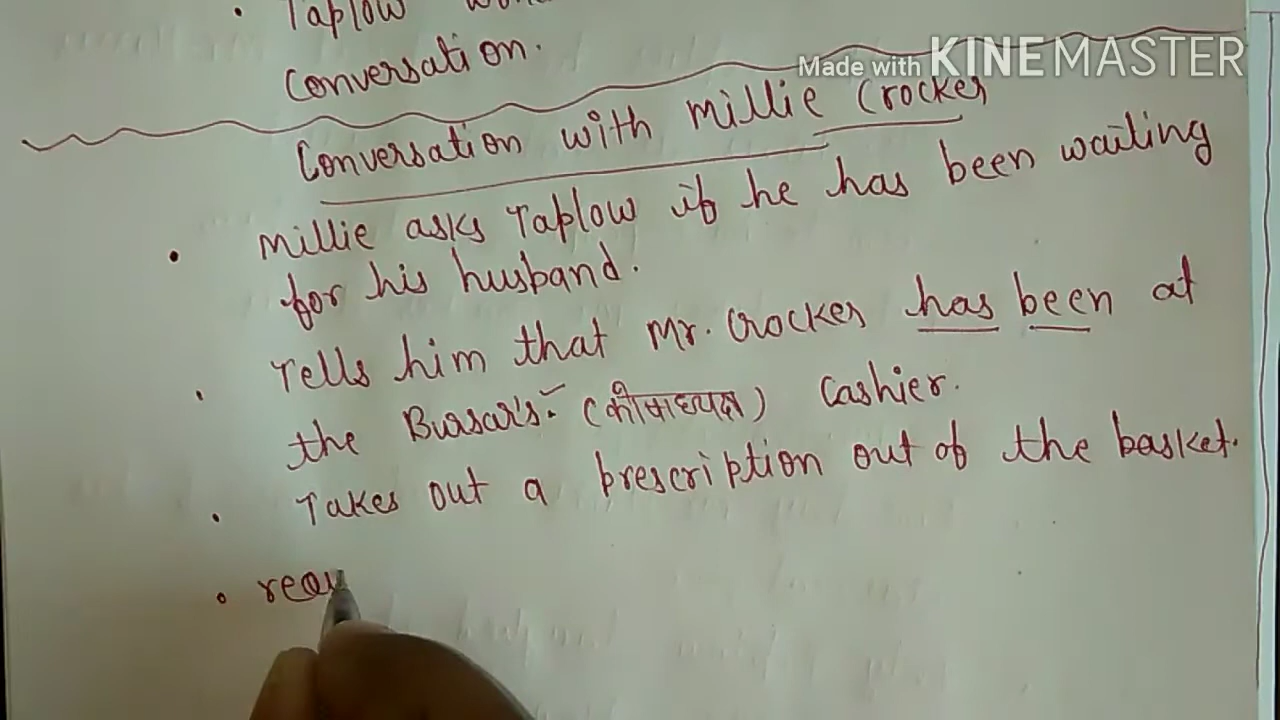 Taplow
Conversation.
Made with KINEMASTER
Conversation with Millie Crocker
Millie asks Taplow if he has been waiting
for his husband.
Tells him that Mr. Crocker has been at
the Bursar's. (कोषाध्यक्ष) Cashier.
Takes out a prescription out of the basket.